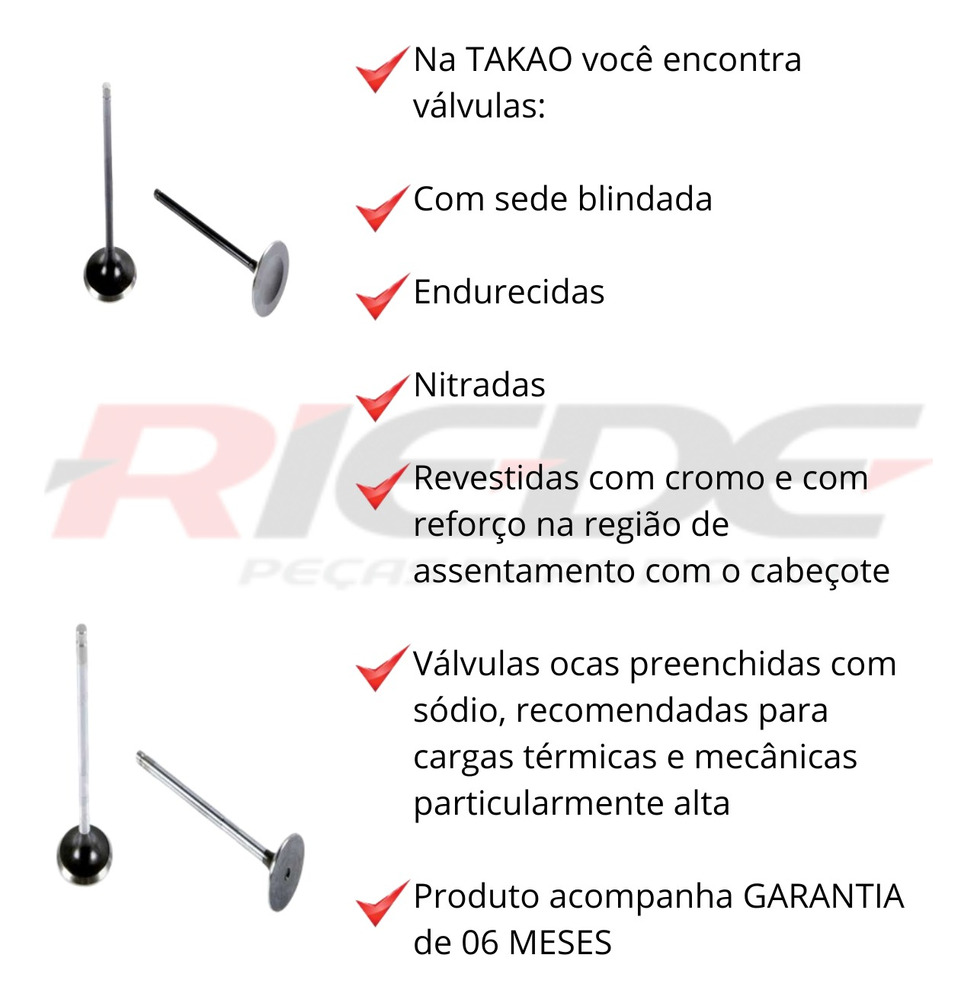 Na TAKAO você encontra
válvulas:
Com sede blindada
Endurecidas
Nitradas
RIEDE
Revestidas com cromo e com
reforço na região de
assentamento com o cabeçote
Válvulas ocas preenchidas com
sódio, recomendadas para
cargas térmicas e mecânicas
particularmente alta
Produto acompanha GARANTIA
de 06 MESES